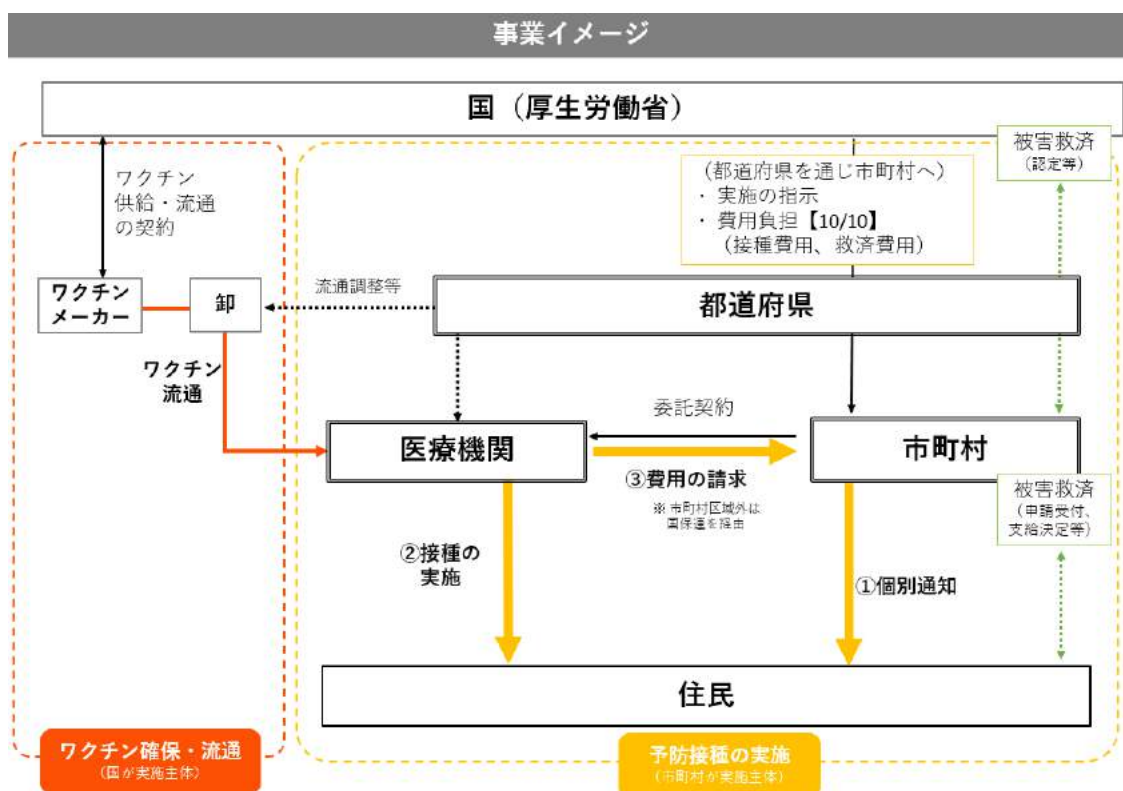 事業イメージ
国（厚生労働省）
被害救済
（認定等）
ワクチン
供給・流通
の契約
（都道府県を通じ市町村へ）
・ 実施の指示
・ 費用負担【10/10】
（接種費用、救済費用）
ワクチン
メーカー
卸
流通調整等
都道府県
ワクチン
流通
委託契約
医療機関
市町村
③費用の請求
※ 市町村区域外は
国保連を経由
被害救済
（申請受付、
支給決定等）
②接種の
実施
①個別通知
住民
ワクチン確保・流通
（国が実施主体）
予防接種の実施
（市町村が実施主体）